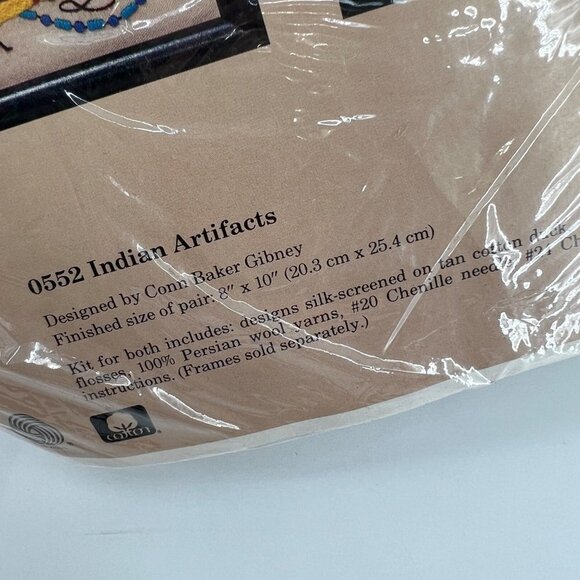 0552 Indian Artifacts
Designed by Conn Baker Gibney
Finished size of pair: 8" x 10" (20.3 cm x 25.4 cm)
Kit for both includes: designs silk-screened on tan cotton duck,
flosses, 100% Persian wool yarns, #20 Chenille needle, #24 Ch
instructions. (Frames sold separately.)
cotton